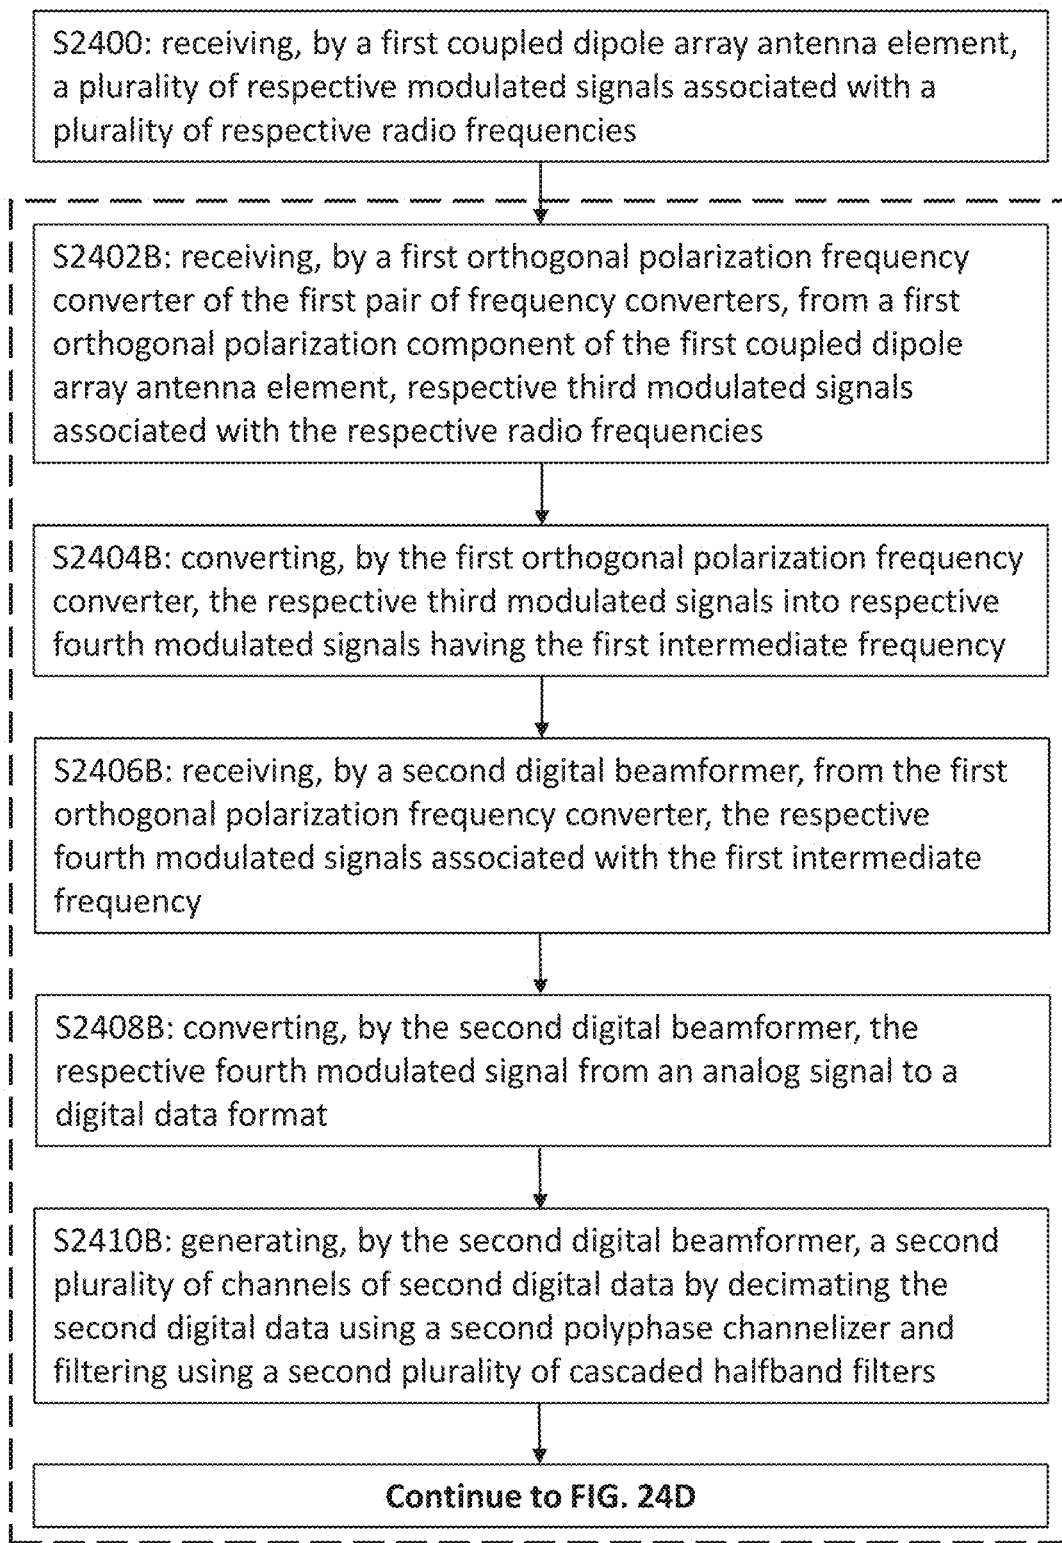 S2400: receiving, by a first coupled dipole array antenna element,
a plurality of respective modulated signals associated with a
plurality of respective radio frequencies
S2402B: receiving, by a first orthogonal polarization frequency
converter of the first pair of frequency converters, from a first
orthogonal polarization component of the first coupled dipole
array antenna element, respective third modulated signals
associated with the respective radio frequencies
S2404B: converting, by the first orthogonal polarization frequency
converter, the respective third modulated signals into respective
fourth modulated signals having the first intermediate frequency
S2406B: receiving, by a second digital beamformer, from the first
orthogonal polarization frequency converter, the respective
fourth modulated signals associated with the first intermediate
frequency
S2408B: converting, by the second digital beamformer, the
respective fourth modulated signal from an analog signal to a
digital data format
S2410B: generating, by the second digital beamformer, a second
plurality of channels of second digital data by decimating the
second digital data using a second polyphase channelizer and
filtering using a second plurality of cascaded halfband filters
Continue to FIG. 24D